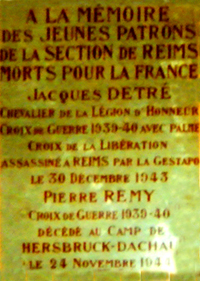 A LA MÉMOIRE
DES JEUNES PATRONS
DE LA SECTION DE REIMS
MORTS POUR LA FRANCE
JACQUES DÉTRÉ
CHEVALIER DE LA LÉGION D'HONNEUR
CROIX DE GUERRE 1939-40 AVEC PALME
CROIX DE LA LIBÉRATION
ASSASSINÉ A REIMS PAR LA GESTAPO
LE 30 DÉCEMBRE 1943
PIERRE REMY
CROIX DE GUERRE 1939-40
DÉCÉDÉ AU CAMP DE
HERSBRUCK-DACHAU
LE 24 NOVEMBRE